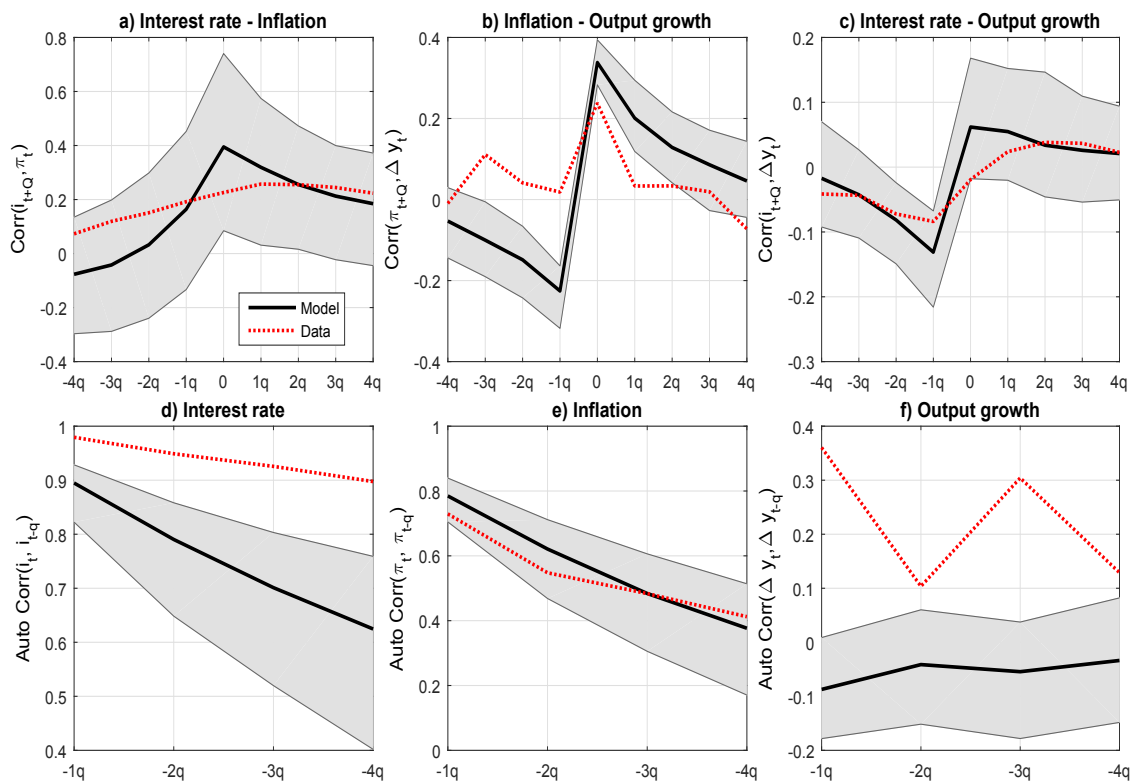 a) Interest rate - Inflation
Corr(i_{t+Q},π_t)
0.8
0.6
0.4
0.2
0
-0.2
-0.4
-4q -3q -2q -1q 0 1q 2q 3q 4q
Model
Data
b) Inflation - Output growth
Corr(π_{t+Q},Δ y_t)
0.4
0.2
0
-0.2
-0.4
-4q -3q -2q -1q 0 1q 2q 3q 4q
c) Interest rate - Output growth
Corr(i_{t+Q},Δy_t)
0.2
0.1
0
-0.1
-0.2
-0.3
-4q -3q -2q -1q 0 1q 2q 3q 4q
d) Interest rate
Auto Corr(i_t, i_{t-q})
1
0.9
0.8
0.7
0.6
0.5
0.4
-1q -2q -3q -4q
e) Inflation
Auto Corr(π_t, π_{t-q})
1
0.8
0.6
0.4
0.2
0
-1q -2q -3q -4q
f) Output growth
Auto Corr(Δ y_t,Δ y_{t-q})
0.4
0.3
0.2
0.1
0
-0.1
-0.2
-1q -2q -3q -4q